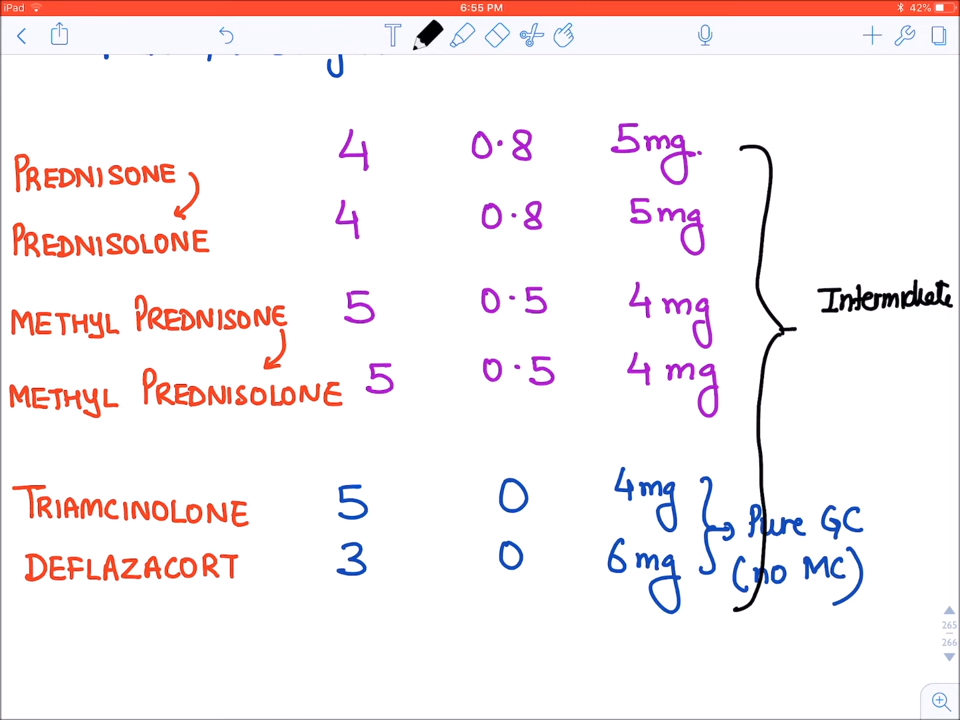 iPad 6:55 PM 42%
T
PREDNISONE 4 0.8 5mg.
PREDNISOLONE 4 0.8 5mg
METHYL PREDNISONE 5 0.5 4mg
Intermdiate
METHYL PREDNISOLONE 5 0.5 4mg
TRIAMCINOLONE 5 0 4mg
Pure GC
DEFLAZACORT 3 0 6mg
(no MC)
265
266